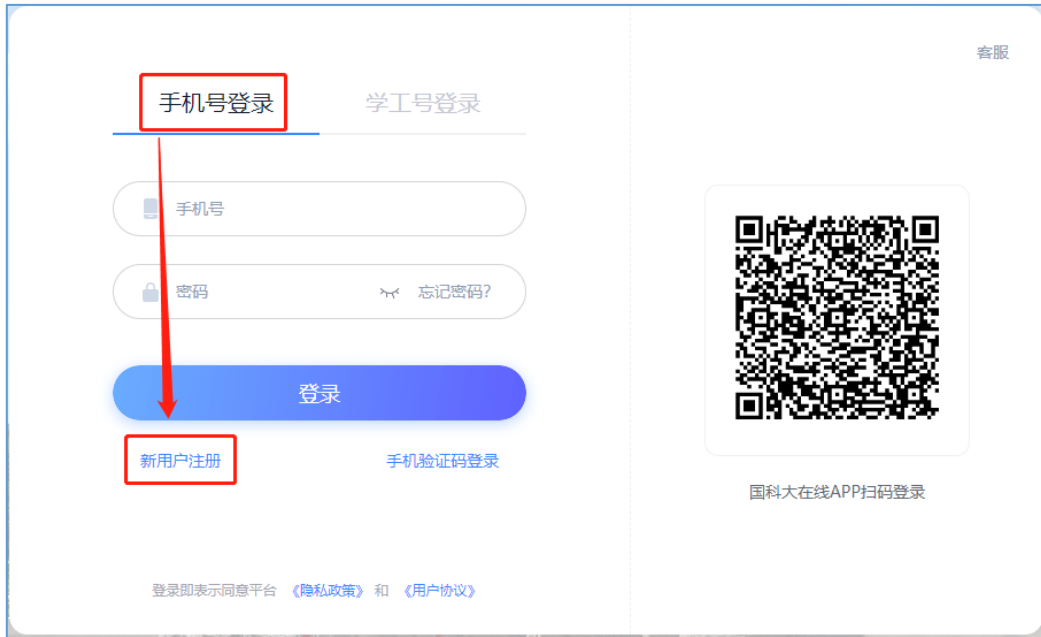 客服
手机号登录
学工号登录
手机号
密码
忘记密码?
登录
新用户注册
手机验证码登录
国科大在线APP扫码登录
登录即表示同意平台 《隐私政策》 和 《用户协议》